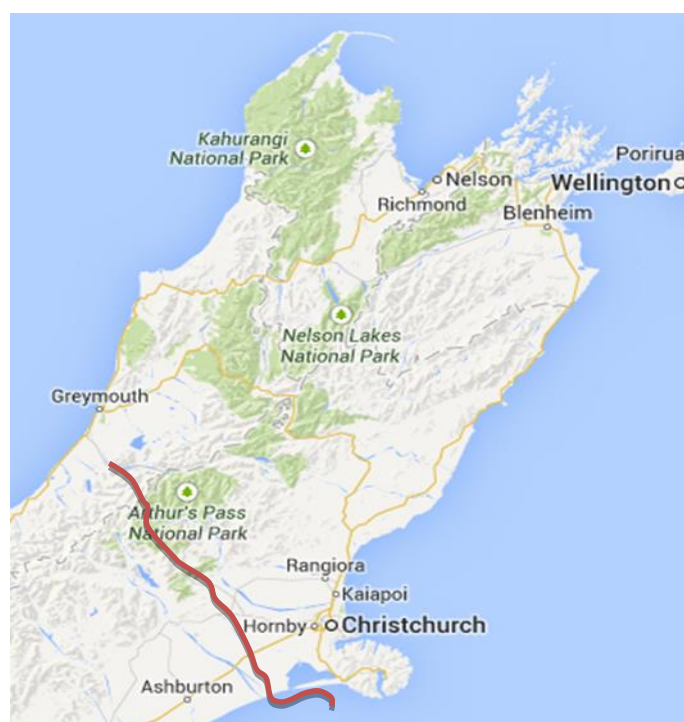 Kahurangi
National Park
Porirua
Nelson
Wellington
Richmond
Blenheim
Nelson Lakes
National Park
Greymouth
Arthur's Pass
National Park
Rangiora
Kaiapoi
Hornby
Christchurch
Ashburton